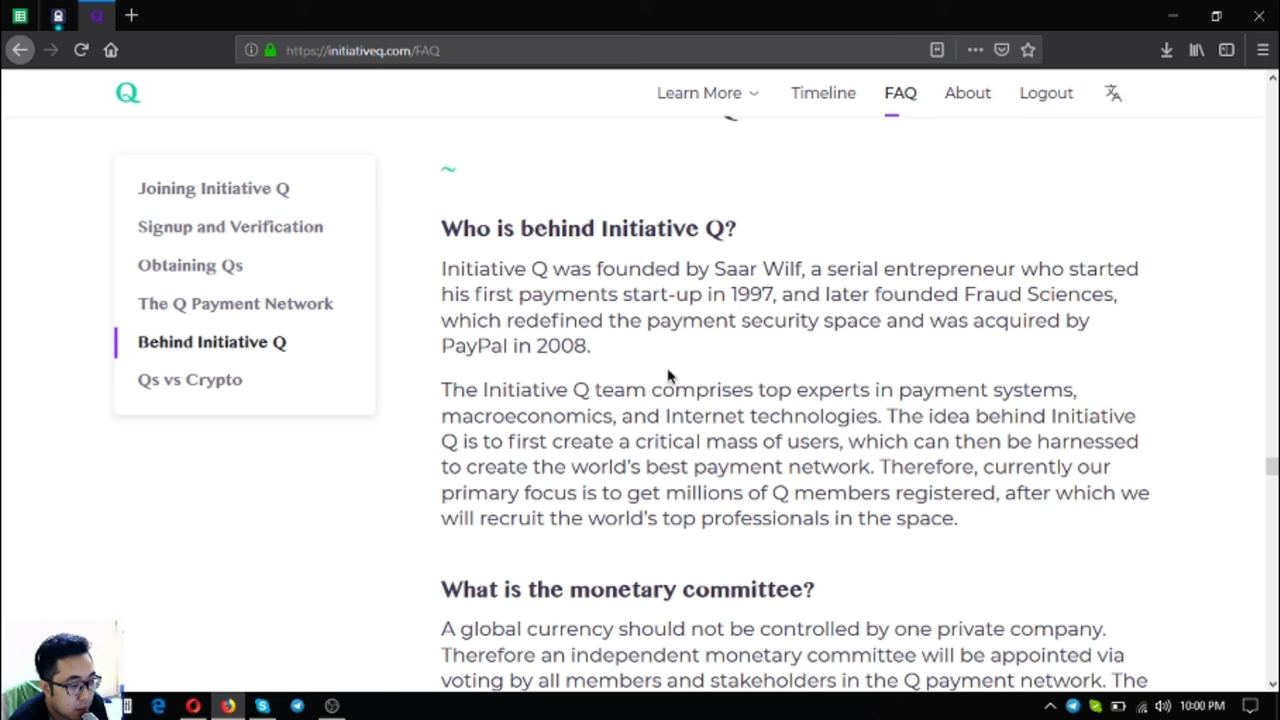 https://initiativeq.com/FAQ
Q
Learn More
Timeline
FAQ
About
Logout
Joining Initiative Q
Signup and Verification
Obtaining Qs
The Q Payment Network
Behind Initiative Q
Qs vs Crypto
~
Who is behind Initiative Q?
Initiative Q was founded by Saar Wilf, a serial entrepreneur who started
his first payments start-up in 1997, and later founded Fraud Sciences,
which redefined the payment security space and was acquired by
PayPal in 2008.
The Initiative Q team comprises top experts in payment systems,
macroeconomics, and Internet technologies. The idea behind Initiative
Q is to first create a critical mass of users, which can then be harnessed
to create the world's best payment network. Therefore, currently our
primary focus is to get millions of Q members registered, after which we
will recruit the world's top professionals in the space.
What is the monetary committee?
A global currency should not be controlled by one private company.
Therefore an independent monetary committee will be appointed via
voting by all members and stakeholders in the Q payment network. The
10:00 PM